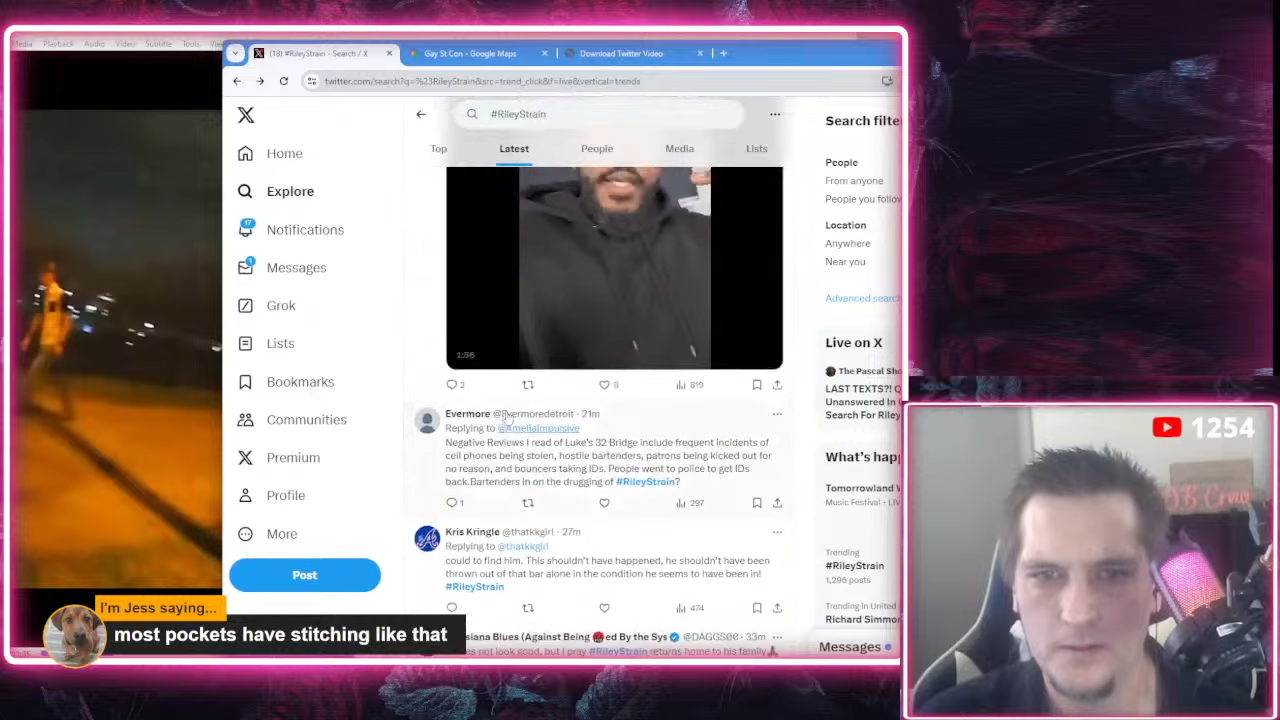 Media Playback Audio Video Subtitle Tools
(18) #RileyStrain - Search / X
Gay St Con - Google Maps
Download Twitter Video
twitter.com/search?q=%23RileyStrain&src=trend_click&f=live&vertical=trends
Home
Explore
17
Notifications
1
Messages
Grok
Lists
Bookmarks
Communities
Premium
Profile
More
Post
#RileyStrain
Top
Latest
People
Media
Lists
1:56
2
8
819
Evermore @Evermoredetroit · 21m
Replying to @AmeliaImpulsive
Negative Reviews I read of Luke's 32 Bridge include frequent incidents of
cell phones being stolen, hostile bartenders, patrons being kicked out for
no reason, and bouncers taking IDs. People went to police to get IDs
back.Bartenders in on the drugging of #RileyStrain?
1
297
Kris Kringle @thatkkgirl · 27m
Replying to @thatkkgirl
could to find him. This shouldn't have happened, he shouldn't have been
thrown out of that bar alone in the condition he seems to have been in!
#RileyStrain
474
siana Blues (Against Being ed By the Sys @DAGGS00 · 33m
es not look good, but I pray #RileyStrain returns home to his family
Search filte
People
From anyone
People you follow
Location
Anywhere
Near you
Advanced searc
Live on X
The Pascal Sho
LAST TEXTS?! Q
Unanswered In
Search For Riley
What's hap
Tomorrowland
Music Festival · LIV
Trending
#RileyStrain
1,296 posts
Trending in United
Richard Simmor
Messages
I'm Jess saying...
most pockets have stitching like that
1254